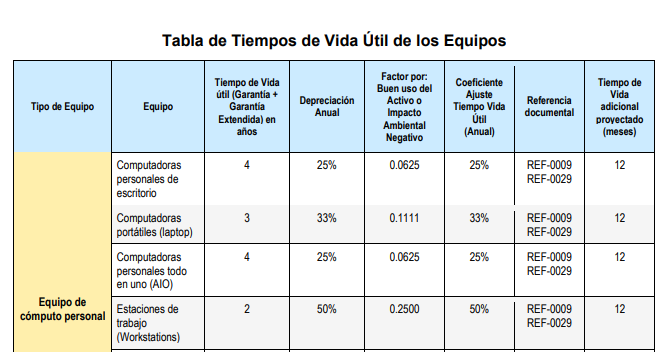 Tabla de Tiempos de Vida Útil de los Equipos
Tipo de Equipo
Equipo
Tiempo de Vida
útil (Garantía +
Garantía
Extendida) en
años
Depreciación
Anual
Factor por:
Buen uso del
Activo o
Impacto
Ambiental
Negativo
Coeficiente
Ajuste
Tiempo Vida
Útil
(Anual)
Referencia
documental
Tiempo de
Vida
adicional
proyectado
(meses)
Equipo de
cómputo personal
Computadoras
personales de
escritorio
4
25%
0.0625
25%
REF-0009
REF-0029
12
Computadoras
portátiles (laptop)
3
33%
0.1111
33%
REF-0009
REF-0029
12
Computadoras
personales todo
en uno (AIO)
4
25%
0.0625
25%
REF-0009
REF-0029
12
Estaciones de
trabajo
(Workstations)
2
50%
0.2500
50%
REF-0009
REF-0029
12